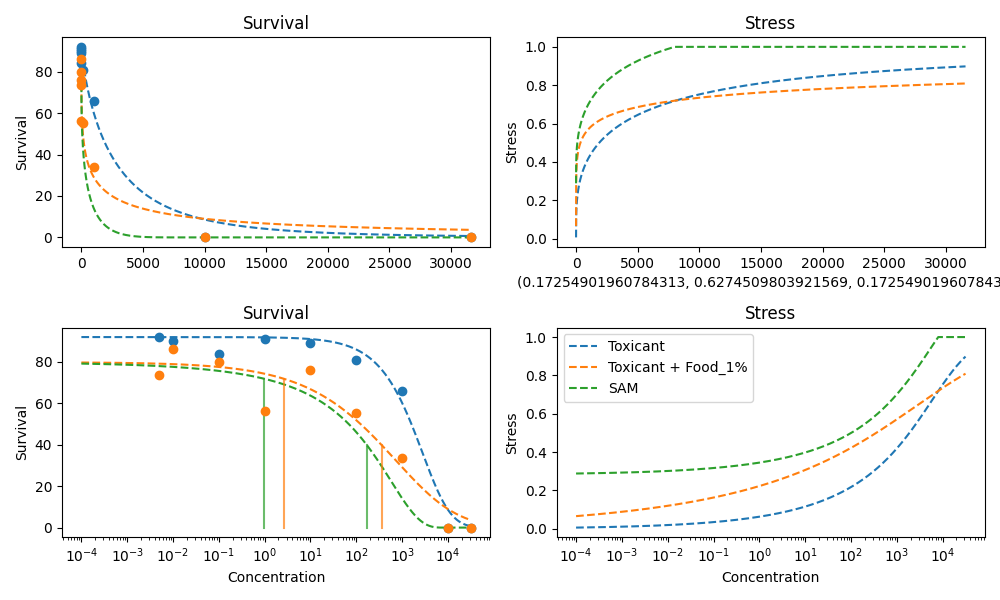 Survival
Survival
80
60
40
20
0
0 5000 10000 15000 20000 25000 30000
Stress
Stress
1.0
0.8
0.6
0.4
0.2
0.0
0 5000 10000 15000 20000 25000 30000
(0.17254901960784313, 0.6274509803921569, 0.172549019607843
Survival
Survival
80
60
40
20
0
10⁻⁴ 10⁻³ 10⁻² 10⁻¹ 10⁰ 10¹ 10² 10³ 10⁴
Concentration
Stress
Stress
1.0
0.8
0.6
0.4
0.2
0.0
Toxicant
Toxicant + Food_1%
SAM
10⁻⁴ 10⁻³ 10⁻² 10⁻¹ 10⁰ 10¹ 10² 10³ 10⁴
Concentration